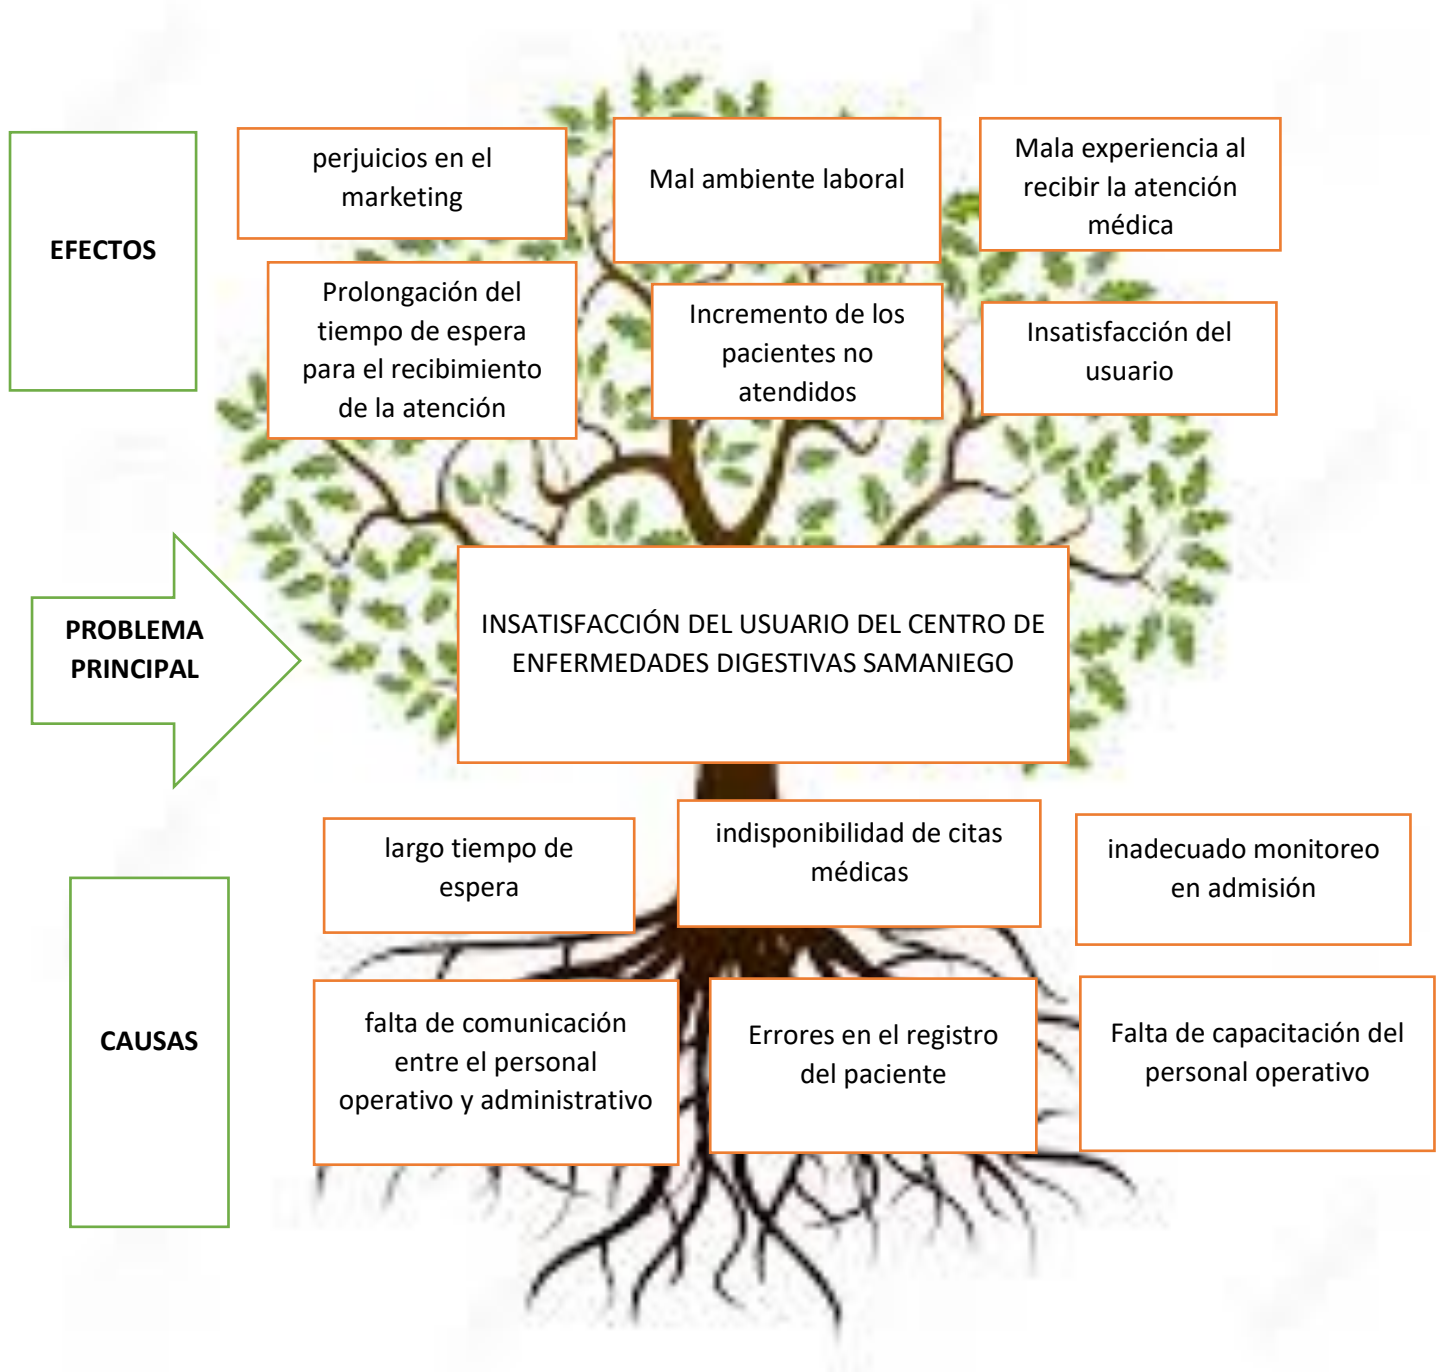 EFECTOS
perjuicios en el
marketing
Mal ambiente laboral
Mala experiencia al
recibir la atención
médica
Prolongación del
tiempo de espera
para el recibimiento
de la atención
Incremento de los
pacientes no
atendidos
Insatisfacción del
usuario
PROBLEMA
PRINCIPAL
INSATISFACCIÓN DEL USUARIO DEL CENTRO DE
ENFERMEDADES DIGESTIVAS SAMANIEGO
CAUSAS
largo tiempo de
espera
indisponibilidad de citas
médicas
inadecuado monitoreo
en admisión
falta de comunicación
entre el personal
operativo y administrativo
Errores en el registro
del paciente
Falta de capacitación del
personal operativo